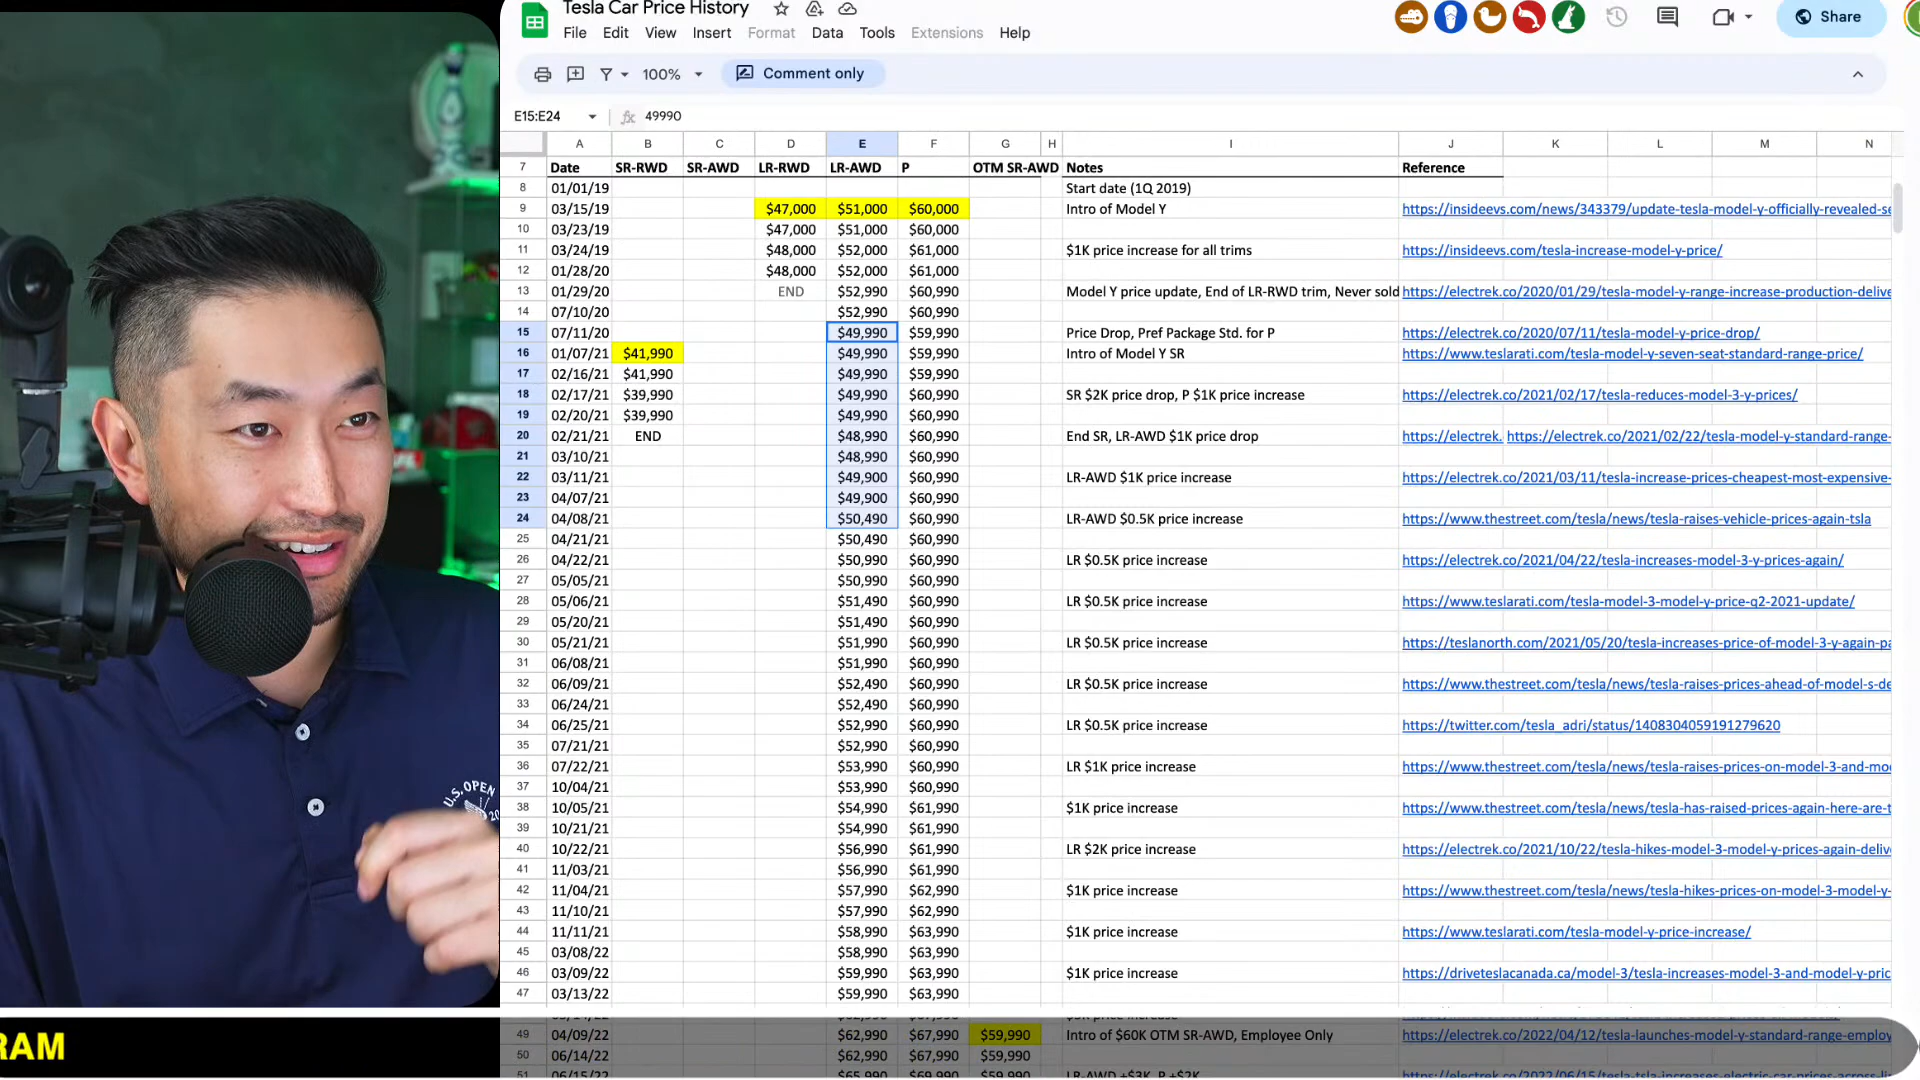 Tesla Car Price History
File Edit View Insert Format Data Tools Extensions Help
Share
100% Comment only
E15:E24 fx 49990
A B C D E F G H I J K L M N
7 Date SR-RWD SR-AWD LR-RWD LR-AWD P OTM SR-AWD Notes Reference
8 01/01/19 Start date (1Q 2019)
9 03/15/19 $47,000 $51,000 $60,000 Intro of Model Y https://insideevs.com/news/343379/update-tesla-model-y-officially-revealed-se
10 03/23/19 $47,000 $51,000 $60,000
11 03/24/19 $48,000 $52,000 $61,000 $1K price increase for all trims https://insideevs.com/tesla-increase-model-y-price/
12 01/28/20 $48,000 $52,000 $61,000
13 01/29/20 END $52,990 $60,990 Model Y price update, End of LR-RWD trim, Never sold https://electrek.co/2020/01/29/tesla-model-y-range-increase-production-delive
14 07/10/20 $52,990 $60,990
15 07/11/20 $49,990 $59,990 Price Drop, Pref Package Std. for P https://electrek.co/2020/07/11/tesla-model-y-price-drop/
16 01/07/21 $41,990 $49,990 $59,990 Intro of Model Y SR https://www.teslarati.com/tesla-model-y-seven-seat-standard-range-price/
17 02/16/21 $41,990 $49,990 $59,990
18 02/17/21 $39,990 $49,990 $60,990 SR $2K price drop, P $1K price increase https://electrek.co/2021/02/17/tesla-reduces-model-3-y-prices/
19 02/20/21 $39,990 $49,990 $60,990
20 02/21/21 END $48,990 $60,990 End SR, LR-AWD $1K price drop https://electrek. https://electrek.co/2021/02/22/tesla-model-y-standard-range-
21 03/10/21 $48,990 $60,990
22 03/11/21 $49,900 $60,990 LR-AWD $1K price increase https://electrek.co/2021/03/11/tesla-increase-prices-cheapest-most-expensive-
23 04/07/21 $49,900 $60,990
24 04/08/21 $50,490 $60,990 LR-AWD $0.5K price increase https://www.thestreet.com/tesla/news/tesla-raises-vehicle-prices-again-tsla
25 04/21/21 $50,490 $60,990
26 04/22/21 $50,990 $60,990 LR $0.5K price increase https://electrek.co/2021/04/22/tesla-increases-model-3-y-prices-again/
27 05/05/21 $50,990 $60,990
28 05/06/21 $51,490 $60,990 LR $0.5K price increase https://www.teslarati.com/tesla-model-3-model-y-price-q2-2021-update/
29 05/20/21 $51,490 $60,990
30 05/21/21 $51,990 $60,990 LR $0.5K price increase https://teslanorth.com/2021/05/20/tesla-increases-price-of-model-3-y-again-pa
31 06/08/21 $51,990 $60,990
32 06/09/21 $52,490 $60,990 LR $0.5K price increase https://www.thestreet.com/tesla/news/tesla-raises-prices-ahead-of-model-s-de
33 06/24/21 $52,490 $60,990
34 06/25/21 $52,990 $60,990 LR $0.5K price increase https://twitter.com/tesla_adri/status/1408304059191279620
35 07/21/21 $52,990 $60,990
36 07/22/21 $53,990 $60,990 LR $1K price increase https://www.thestreet.com/tesla/news/tesla-raises-prices-on-model-3-and-mo
37 10/04/21 $53,990 $60,990
38 10/05/21 $54,990 $61,990 $1K price increase https://www.thestreet.com/tesla/news/tesla-has-raised-prices-again-here-are-t
39 10/21/21 $54,990 $61,990
40 10/22/21 $56,990 $61,990 LR $2K price increase https://electrek.co/2021/10/22/tesla-hikes-model-3-model-y-prices-again-deliv
41 11/03/21 $56,990 $61,990
42 11/04/21 $57,990 $62,990 $1K price increase https://www.thestreet.com/tesla/news/tesla-hikes-prices-on-model-3-model-y-
43 11/10/21 $57,990 $62,990
44 11/11/21 $58,990 $63,990 $1K price increase https://www.teslarati.com/tesla-model-y-price-increase/
45 03/08/22 $58,990 $63,990
46 03/09/22 $59,990 $63,990 $1K price increase https://driveteslacanada.ca/model-3/tesla-increases-model-3-and-model-y-pric
47 03/13/22 $59,990 $63,990
49 04/09/22 $62,990 $67,990 $59,990 Intro of $60K OTM SR-AWD, Employee Only https://electrek.co/2022/04/12/tesla-launches-model-y-standard-range-employ
50 06/14/22 $62,990 $67,990 $59,990
51 06/15/22 $65,990 $69,990 $59,990 LR-AWD +$3K, P +$2K
U.S. OPEN
20
RAM